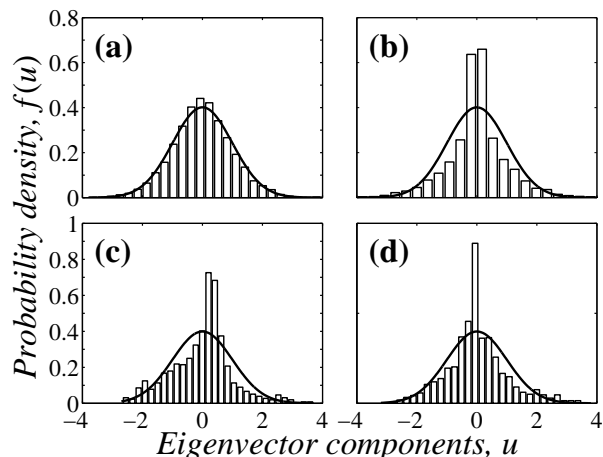 Probability density, f(u)
0.8
0.6
0.4
0.2
0
(a)
(b)
1
0.8
0.6
0.4
0.2
0
(c)
(d)
−4 −2 0 2 4
−4 −2 0 2 4
Eigenvector components, u